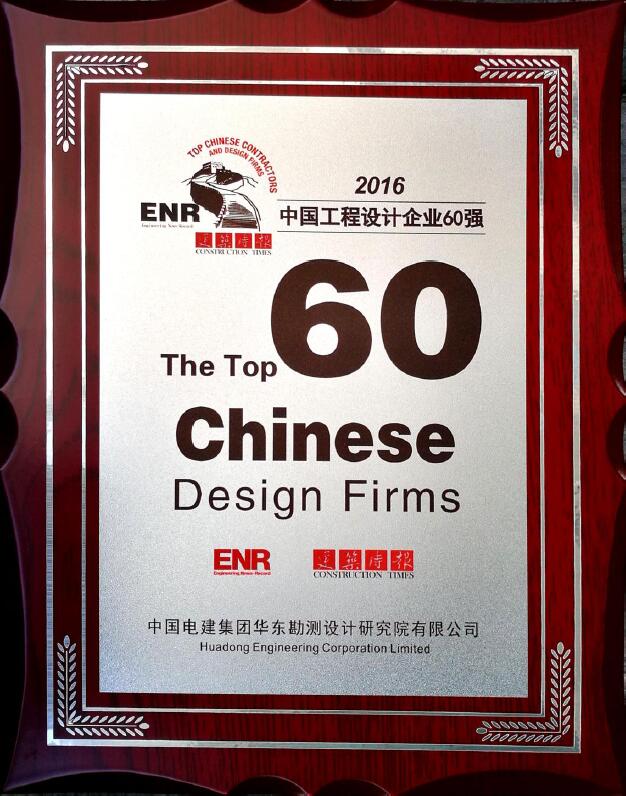 TOP CHINESE CONTRACTORS
AND DESIGN FIRMS
ENR
Engineering News-Record
建築时报
CONSTRUCTION TIMES
2016
中国工程设计企业60强
The Top 60
Chinese
Design Firms
ENR
Engineering News-Record
建築时报
CONSTRUCTION TIMES
中国电建集团华东勘测设计研究院有限公司
Huadong Engineering Corporation Limited